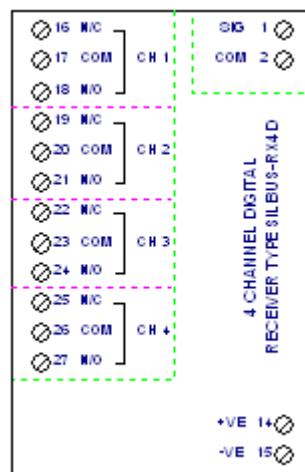 16 N/C
17 COM CH 1
18 N/O
19 N/C
20 COM CH 2
21 N/O
22 N/C
23 COM CH 3
24 N/O
25 N/C
26 COM CH 4
27 N/O
SIG 1
COM 2
4 CHANNEL DIGITAL
RECEIVER TYPE SILBUS-RX4D
+VE 14
-VE 15